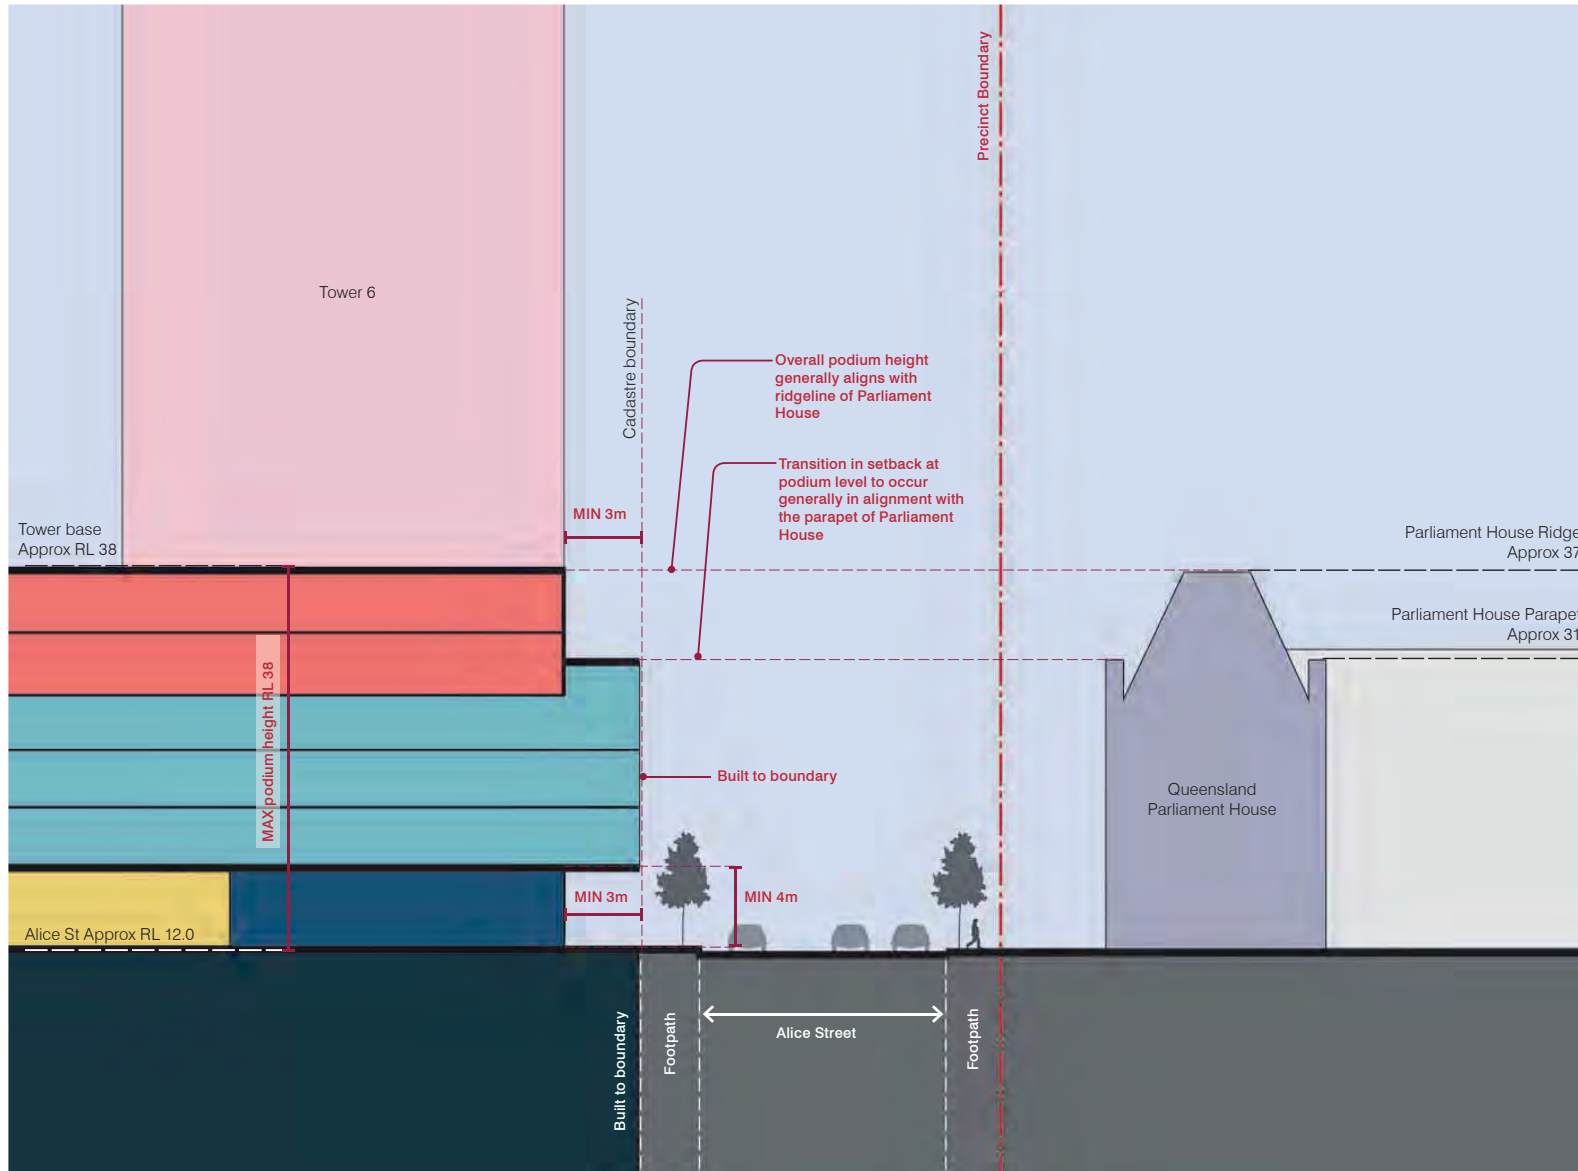 Precinct Boundary
Tower 6
Cadastre boundary
Overall podium height
generally aligns with
ridgeline of Parliament
House
Transition in setback at
podium level to occur
generally in alignment with
the parapet of Parliament
House
MIN 3m
Tower base
Approx RL 38
Parliament House Ridge
Approx 37
Parliament House Parapet
Approx 31
MAX podium height RL 38
Built to boundary
Queensland
Parliament House
MIN 3m
MIN 4m
Alice St Approx RL 12.0
Built to boundary
Footpath
Alice Street
Footpath